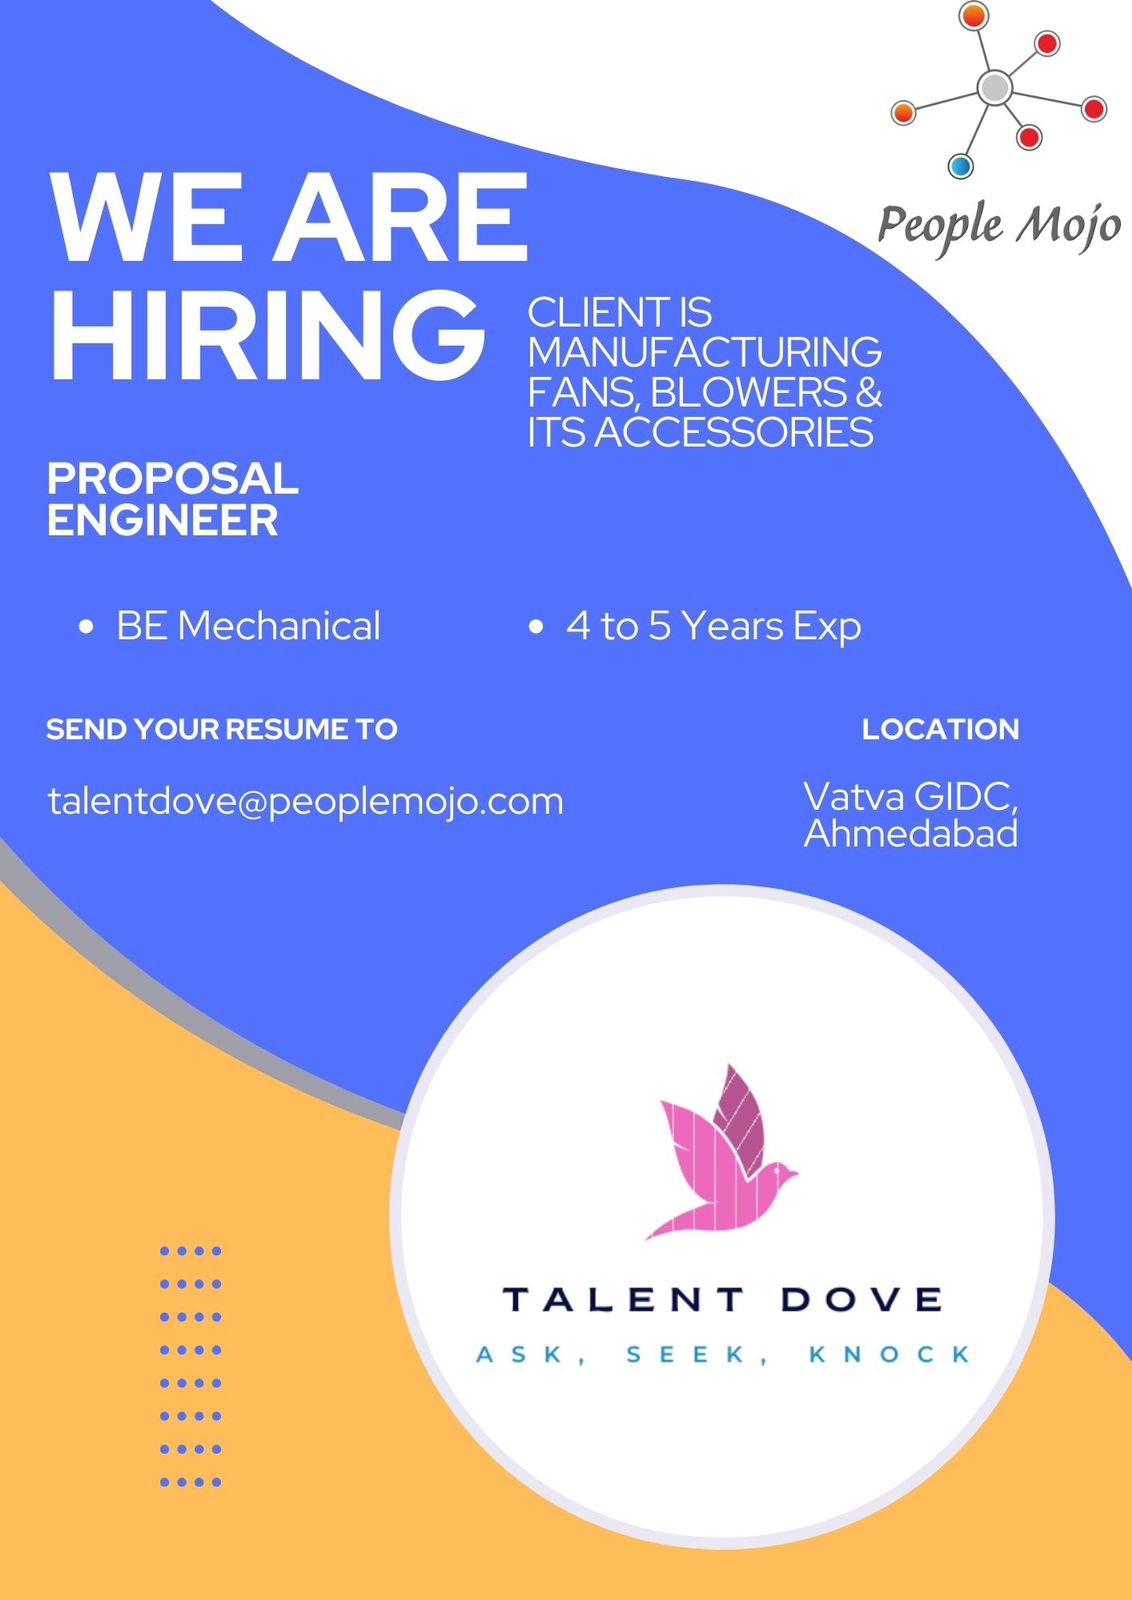 People Mojo
WE ARE
HIRING
CLIENT IS
MANUFACTURING
FANS, BLOWERS &
ITS ACCESSORIES
PROPOSAL
ENGINEER
• BE Mechanical
• 4 to 5 Years Exp
SEND YOUR RESUME TO
talentdove@peoplemojo.com
LOCATION
Vatva GIDC,
Ahmedabad
TALENT DOVE
ASK, SEEK, KNOCK